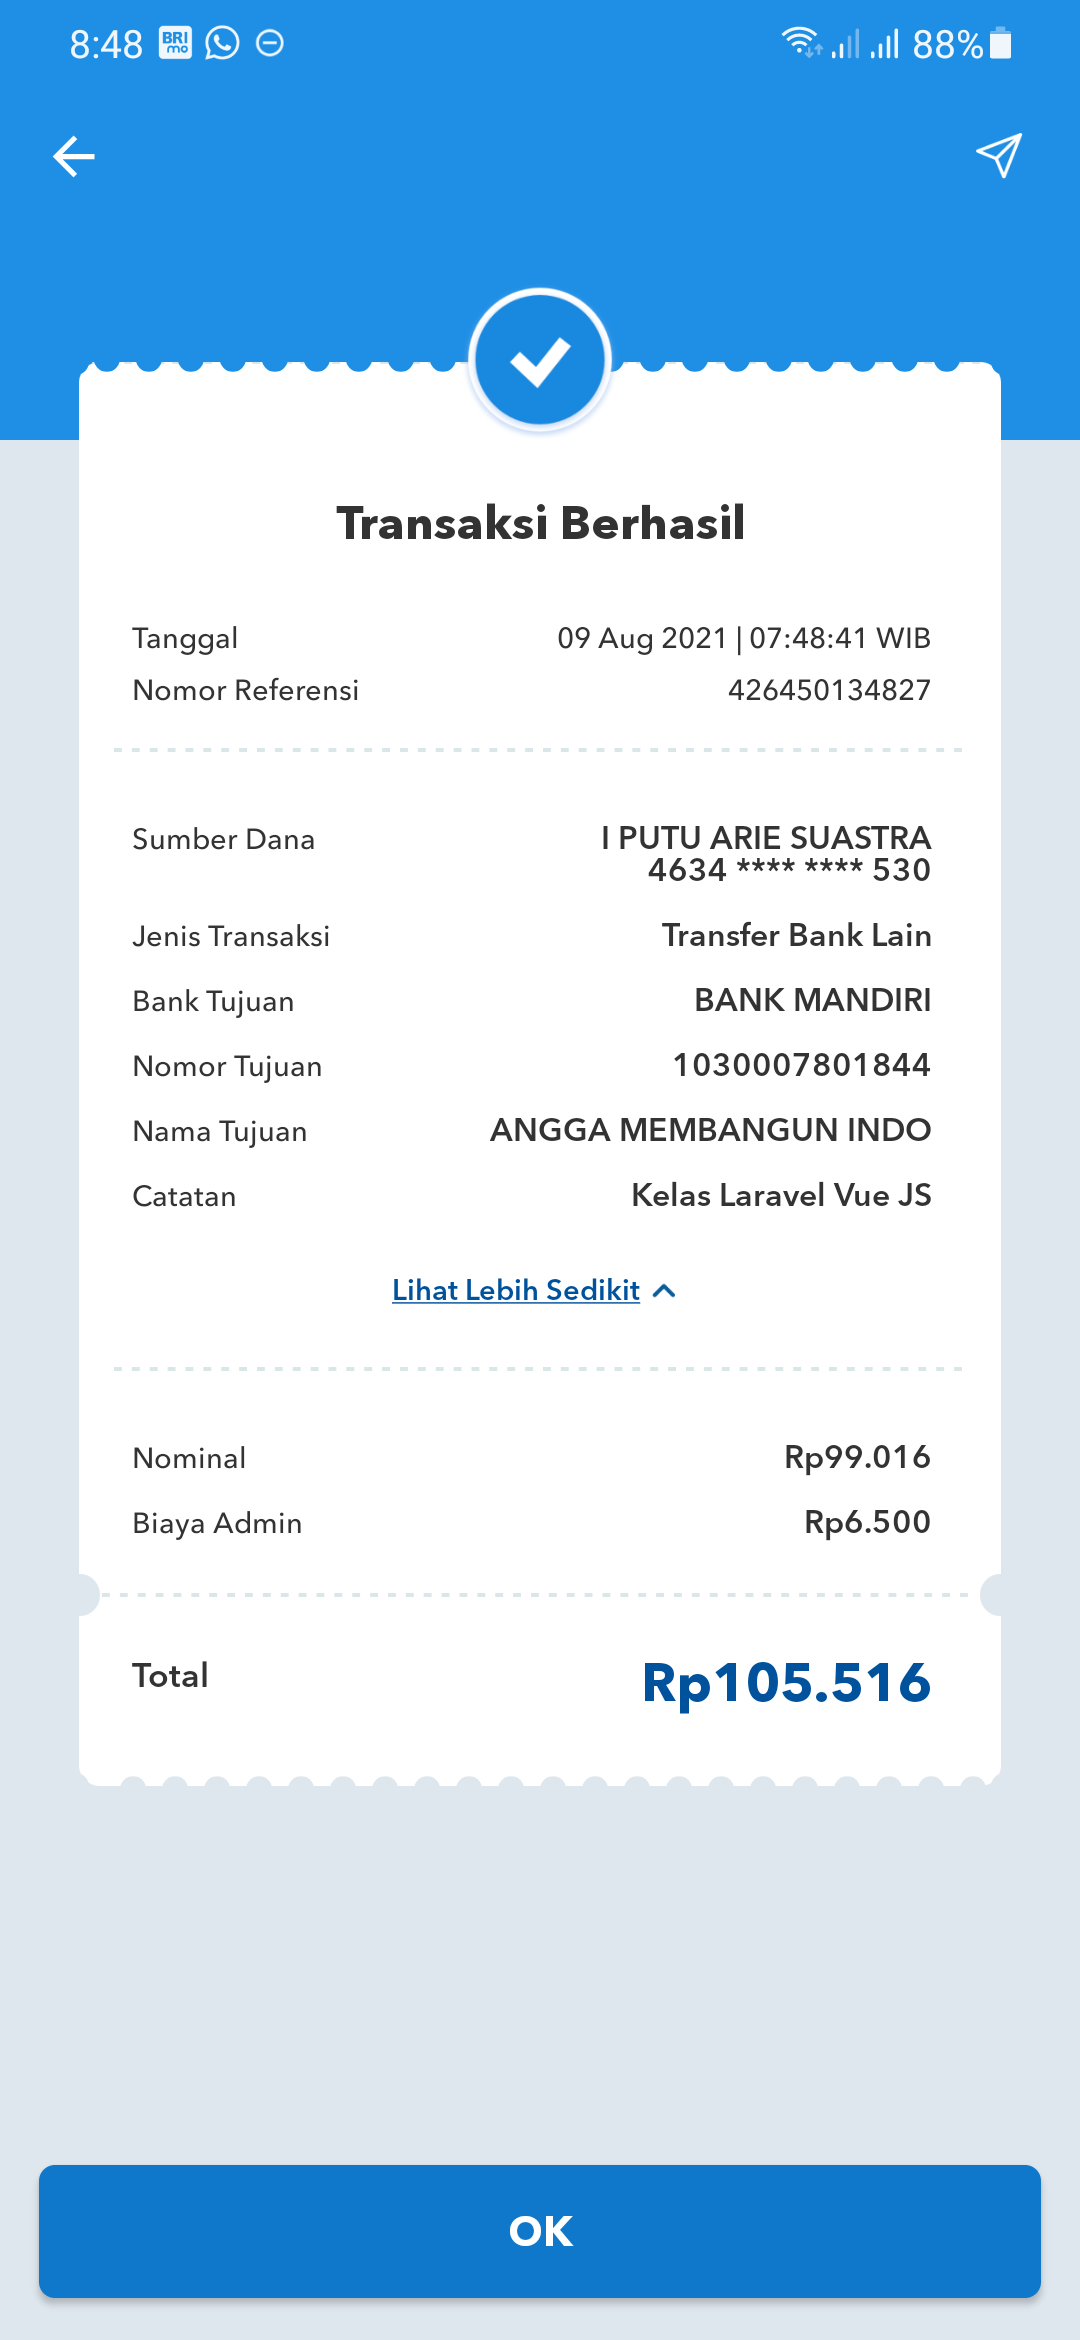 8:48 BRI mo 88%
Transaksi Berhasil
Tanggal 09 Aug 2021 | 07:48:41 WIB
Nomor Referensi 426450134827
Sumber Dana I PUTU ARIE SUASTRA
4634 **** **** 530
Jenis Transaksi Transfer Bank Lain
Bank Tujuan BANK MANDIRI
Nomor Tujuan 1030007801844
Nama Tujuan ANGGA MEMBANGUN INDO
Catatan Kelas Laravel Vue JS
Lihat Lebih Sedikit
Nominal Rp99.016
Biaya Admin Rp6.500
Total Rp105.516
OK